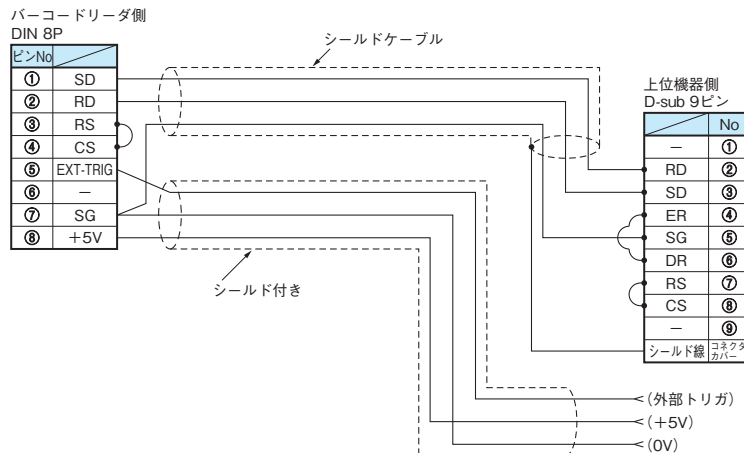 バーコードリーダ側
DIN 8P
ピンNo
① SD
② RD
③ RS
④ CS
⑤ EXT-TRIG
⑥ −
⑦ SG
⑧ +5V
シールドケーブル
シールド付き
上位機器側
D-sub 9ピン
No
− ①
RD ②
SD ③
ER ④
SG ⑤
DR ⑥
RS ⑦
CS ⑧
− ⑨
シールド線 コネクタカバー
(外部トリガ)
(+5V)
(0V)